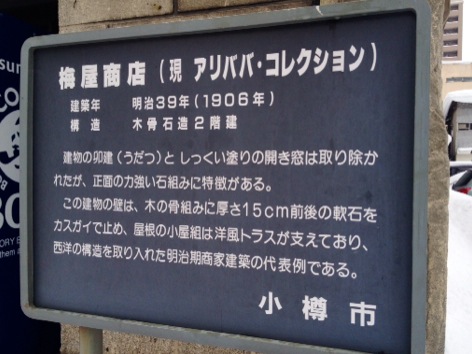 梅屋商店（現 アリババ・コレクション）
建築年　明治39年（1906年）
構　造　木骨石造２階建
建物の卯建（うだつ）と しっくい塗りの開き窓は取り除か
れたが、正面の力強い石組みに特徴がある。
この建物の壁は、木の骨組みに厚さ15cm前後の軟石を
カスガイで止め、屋根の小屋組は洋風トラスが支えており、
西洋の構造を取り入れた明治期商家建築の代表例である。
小 樽 市